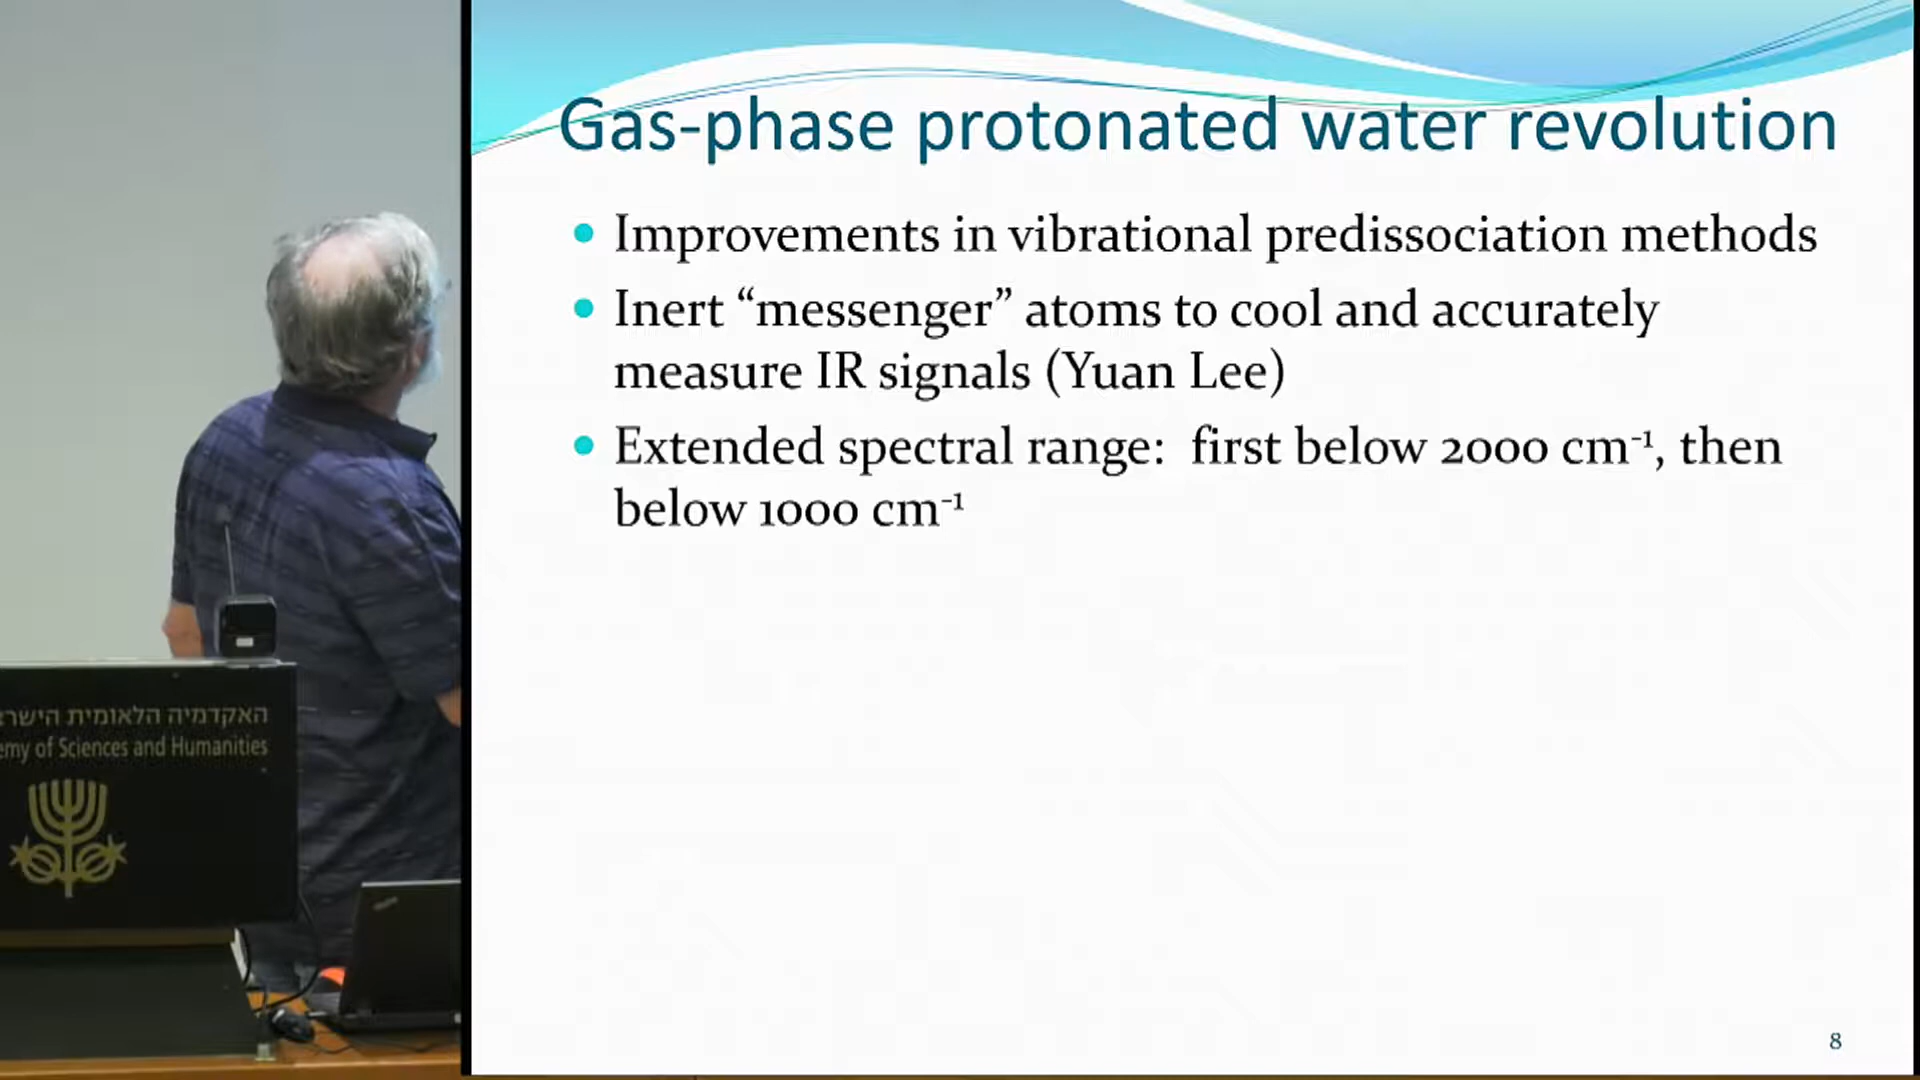 Gas-phase protonated water revolution
• Improvements in vibrational predissociation methods
• Inert “messenger” atoms to cool and accurately
measure IR signals (Yuan Lee)
• Extended spectral range: first below 2000 cm⁻¹, then
below 1000 cm⁻¹
האקדמיה הלאומית
of Sciences and Humanities
8